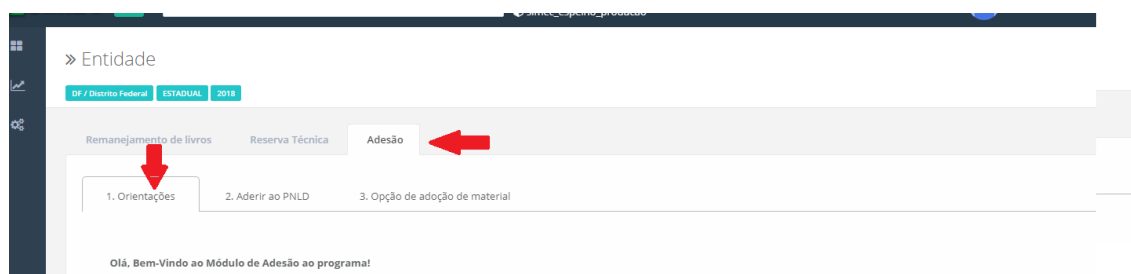 simec_espelho_producao
» Entidade
DF / Distrito Federal ESTADUAL 2018
Remanejamento de livros Reserva Técnica Adesão
1. Orientações 2. Aderir ao PNLD 3. Opção de adoção de material
Olá, Bem-Vindo ao Módulo de Adesão ao programa!